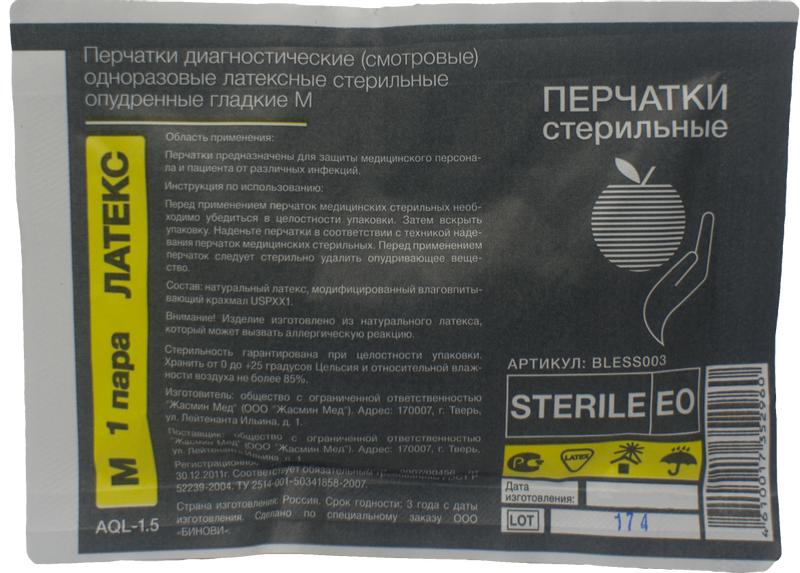 Перчатки диагностические (смотровые)
одноразовые латексные стерильные
опудренные гладкие М
М 1 пара ЛАТЕКС
AQL-1.5
Область применения:
Перчатки предназначены для защиты медицинского персона-
ла и пациента от различных инфекций.
Инструкция по использованию:
Перед применением перчаток медицинских стерильных необ-
ходимо убедиться в целостности упаковки. Затем вскрыть
упаковку. Наденьте перчатки в соответствии с техникой наде-
вания перчаток медицинских стерильных. Перед применением
перчаток следует стерильно удалить опудривающее веще-
ство.
Состав: натуральный латекс, модифицированный влаговпиты-
вающий крахмал USPXX1.
Внимание! Изделие изготовлено из натурального латекса,
который может вызвать аллергическую реакцию.
Стерильность гарантирована при целостности упаковки.
Хранить от 0 до +25 градусов Цельсия и относительной влаж-
ности воздуха не более 85%.
Изготовитель: общество с ограниченной ответственностью
"Жасмин Мед" (ООО "Жасмин Мед"). Адрес: 170007, г. Тверь,
ул. Лейтенанта Ильина, д. 1.
Поставщик: общество с ограниченной ответственностью
"Жасмин Мед" (ООО "Жасмин Мед"). Адрес: 170007, г. Тверь,
ул. Лейтенанта Ильина, д. 1
Регистрационное
30.12.2011г. Соответствует обязательным
52239-2004, ТУ 2514-001-50341858-2007.
Страна изготовления: Россия. Срок годности: 3 года с даты
изготовления. Сделано по специальному заказу ООО
«БИНОВИ».
ПЕРЧАТКИ
стерильные
АРТИКУЛ: BLESS003
STERILE EO
LATEX
Дата
изготовления:
LOT 174
4610017352960